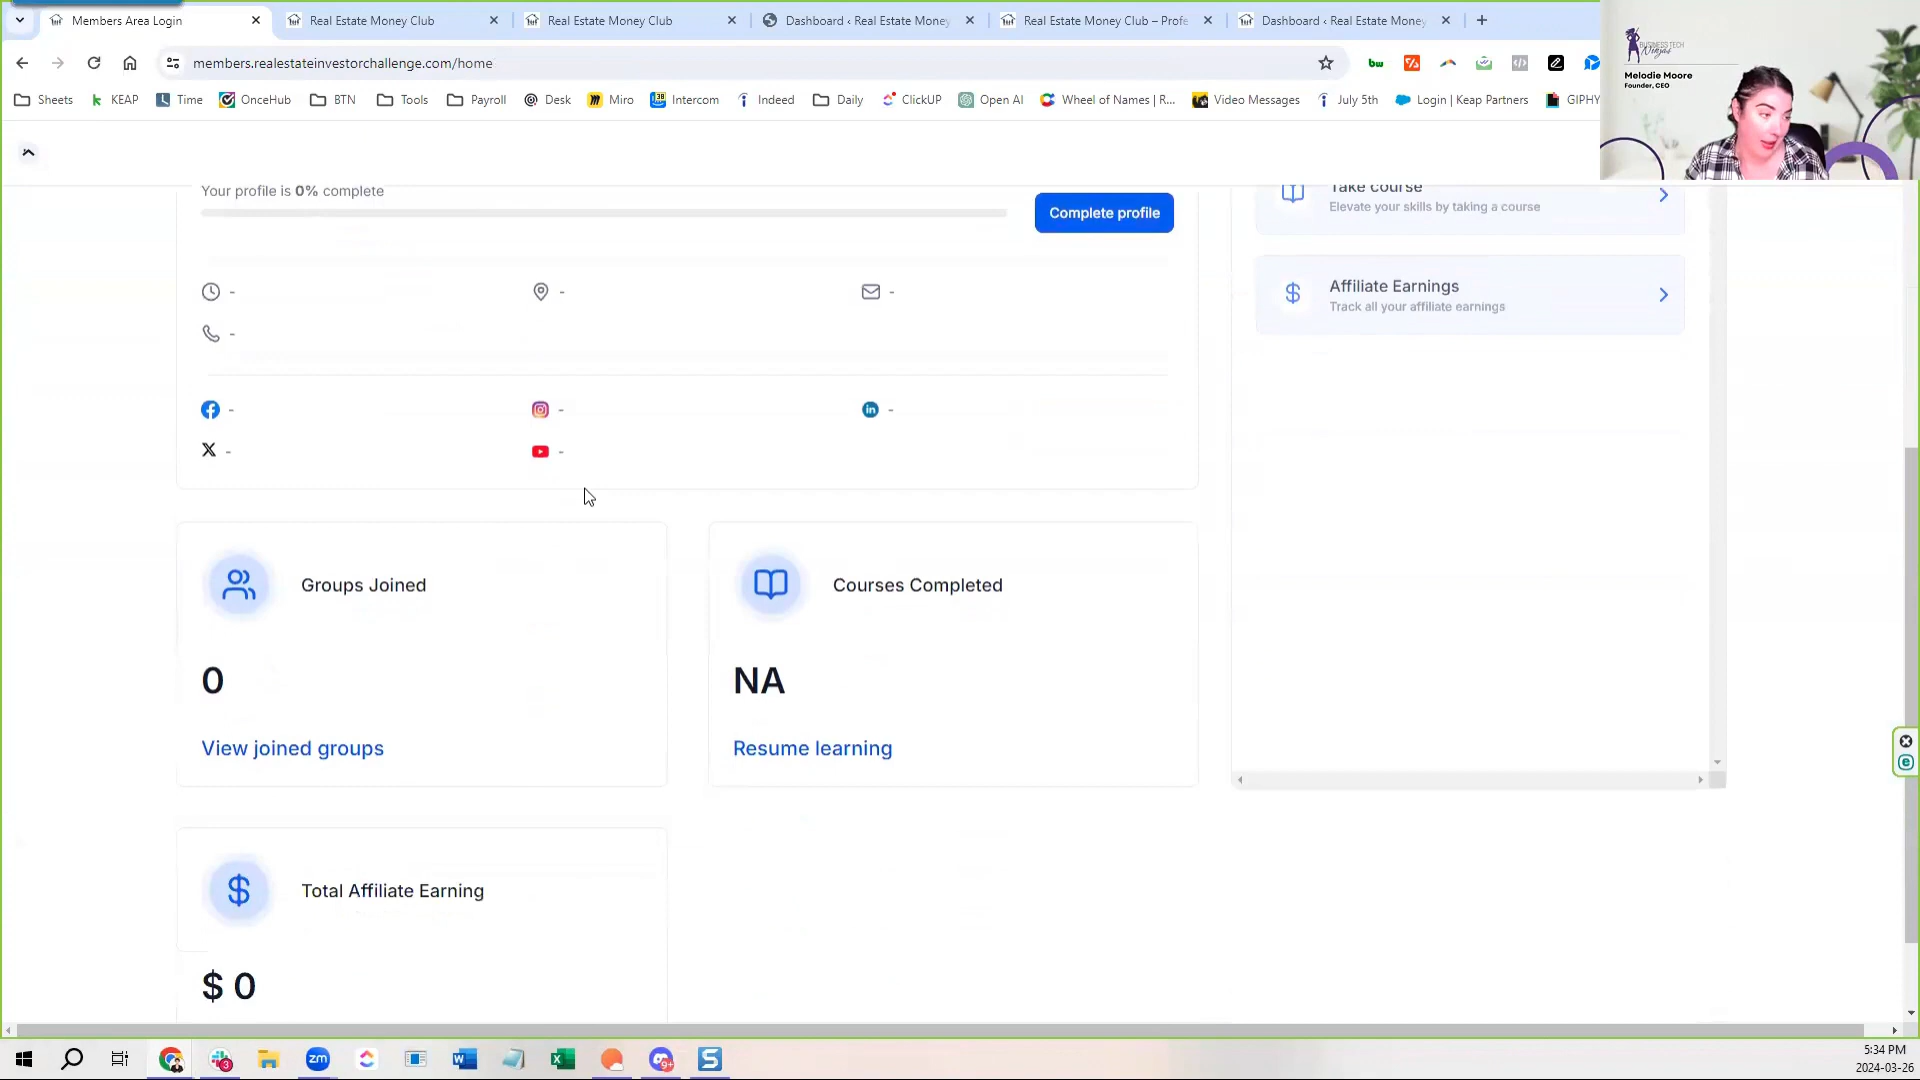 Members Area Login
Real Estate Money Club
Real Estate Money Club
Dashboard ‹ Real Estate Money
Real Estate Money Club – Profe
Dashboard ‹ Real Estate Money
members.realestateinvestorchallenge.com/home
bw
Sheets
KEAP
Time
OnceHub
BTN
Tools
Payroll
Desk
Miro
Intercom
Indeed
Daily
ClickUP
Open AI
Wheel of Names | R...
Video Messages
July 5th
Login | Keap Partners
GIPHY
BUSINESS TECH
Ninjas
Melodie Moore
Founder, CEO
Your profile is 0% complete
Complete profile
Take course
Elevate your skills by taking a course
Affiliate Earnings
Track all your affiliate earnings
Groups Joined
0
View joined groups
Courses Completed
NA
Resume learning
Total Affiliate Earning
$ 0
5:34 PM
2024-03-26